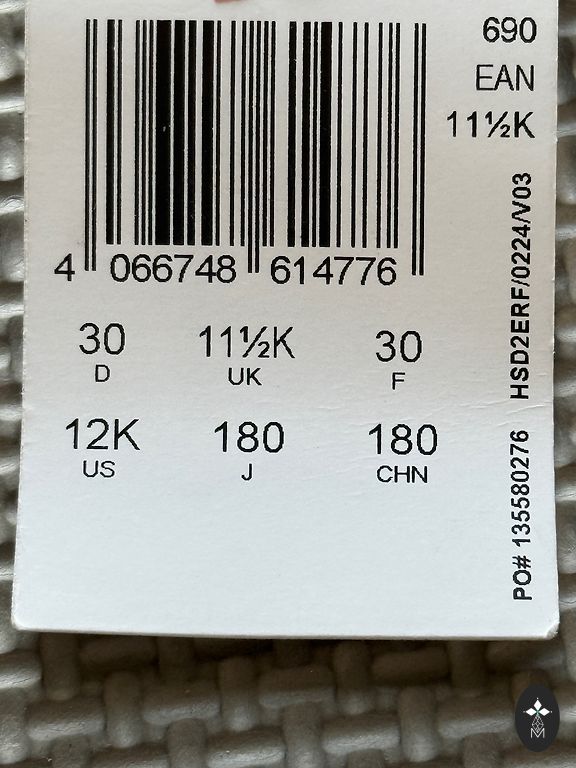 690
EAN
11½K
4 066748 614776
30 11½K 30
D UK F
12K 180 180
US J CHN
PO# 135580276 HSD2ERF/0224/V03
M